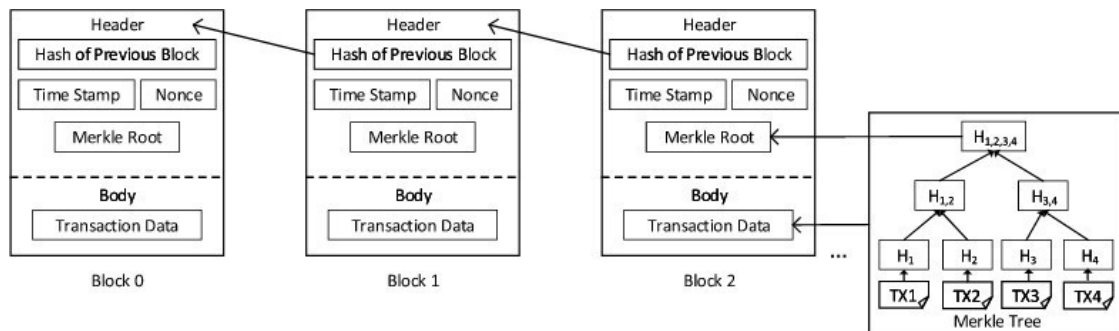 Header
Hash of Previous Block
Time Stamp
Nonce
Merkle Root
Body
Transaction Data
Block 0
Header
Hash of Previous Block
Time Stamp
Nonce
Merkle Root
Body
Transaction Data
Block 1
Header
Hash of Previous Block
Time Stamp
Nonce
Merkle Root
Body
Transaction Data
Block 2
...
H1,2,3,4
H1,2 H3,4
H1 H2 H3 H4
TX1 TX2 TX3 TX4
Merkle Tree